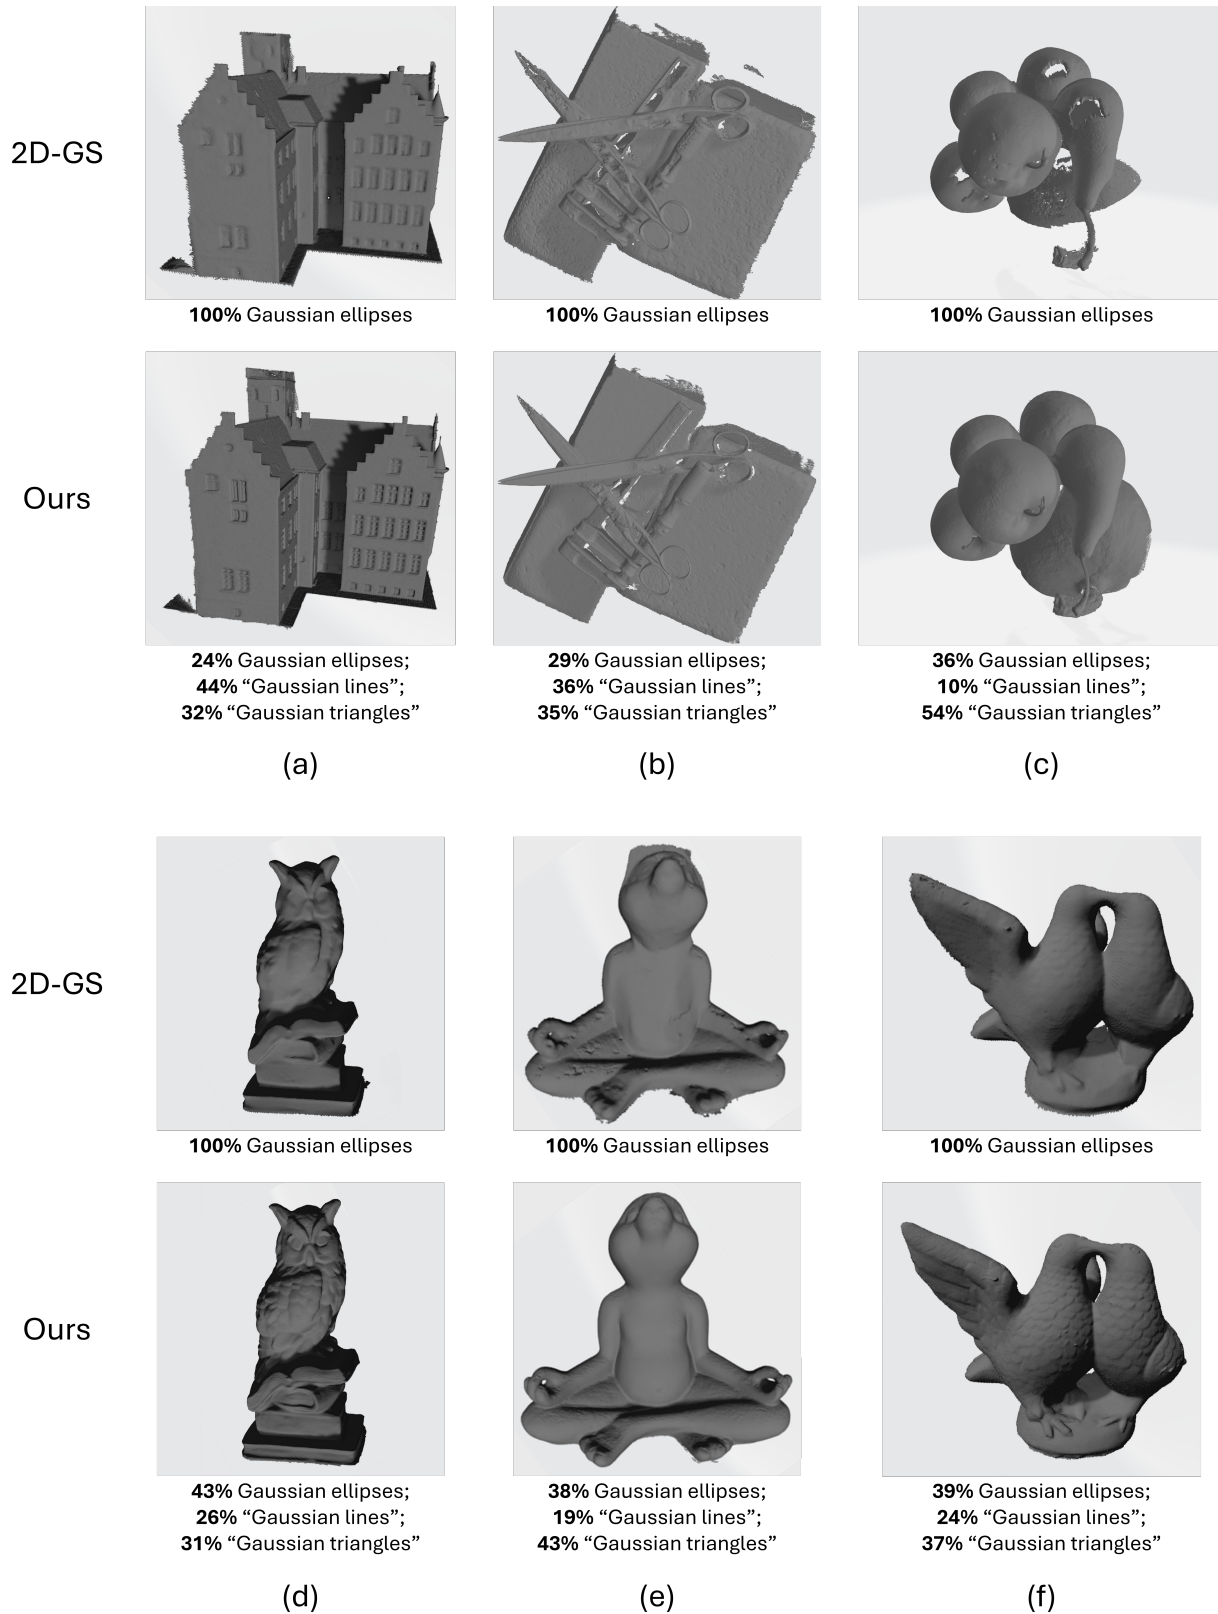 2D-GS
100% Gaussian ellipses
100% Gaussian ellipses
100% Gaussian ellipses
Ours
24% Gaussian ellipses;
44% “Gaussian lines”;
32% “Gaussian triangles”
29% Gaussian ellipses;
36% “Gaussian lines”;
35% “Gaussian triangles”
36% Gaussian ellipses;
10% “Gaussian lines”;
54% “Gaussian triangles”
(a)
(b)
(c)
2D-GS
100% Gaussian ellipses
100% Gaussian ellipses
100% Gaussian ellipses
Ours
43% Gaussian ellipses;
26% “Gaussian lines”;
31% “Gaussian triangles”
38% Gaussian ellipses;
19% “Gaussian lines”;
43% “Gaussian triangles”
39% Gaussian ellipses;
24% “Gaussian lines”;
37% “Gaussian triangles”
(d)
(e)
(f)